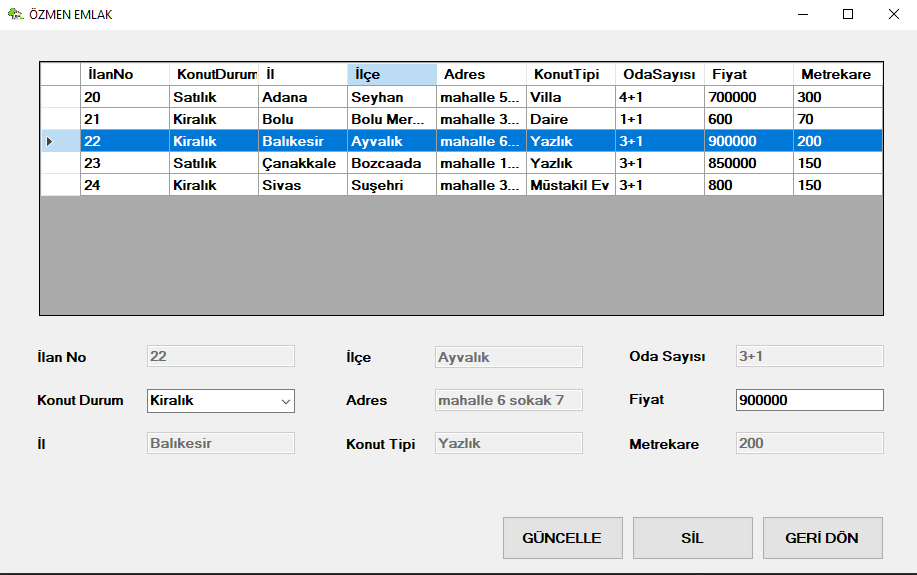 ÖZMEN EMLAK
İlanNo KonutDurum İl İlçe Adres KonutTipi OdaSayısı Fiyat Metrekare
20 Satılık Adana Seyhan mahalle 5... Villa 4+1 700000 300
21 Kiralık Bolu Bolu Mer... mahalle 3... Daire 1+1 600 70
22 Kiralık Balıkesir Ayvalık mahalle 6... Yazlık 3+1 900000 200
23 Satılık Çanakkale Bozcaada mahalle 1... Yazlık 3+1 850000 150
24 Kiralık Sivas Suşehri mahalle 3... Müstakil Ev 3+1 800 150
İlan No 22 İlçe Ayvalık Oda Sayısı 3+1
Konut Durum Kiralık Adres mahalle 6 sokak 7 Fiyat 900000
İl Balıkesir Konut Tipi Yazlık Metrekare 200
GÜNCELLE SİL GERİ DÖN